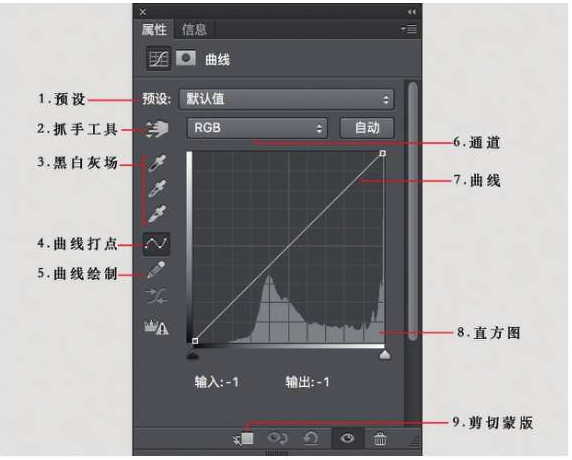 属性 信息
曲线
1.预设
预设: 默认值
2.抓手工具
RGB 自动
6.通道
3.黑白灰场
7.曲线
4.曲线打点
5.曲线绘制
8.直方图
输入:-1 输出:-1
9.剪切蒙版